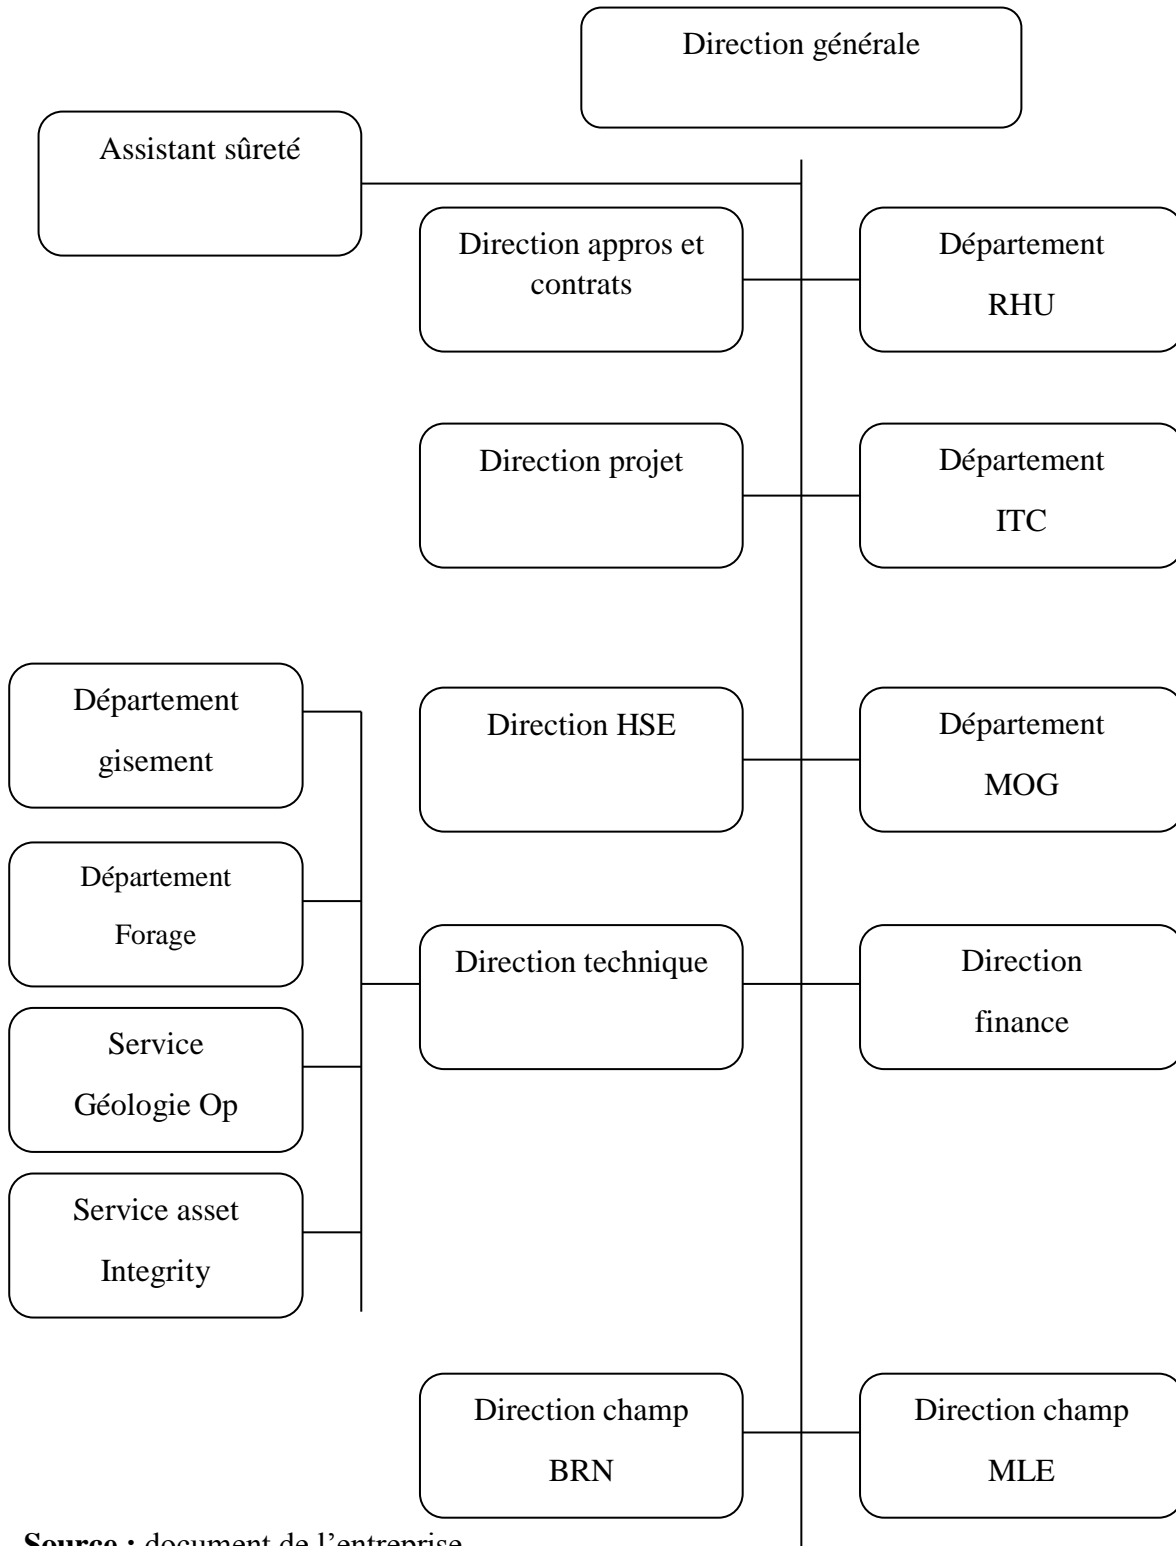 Direction générale
Assistant sûreté
Direction appros et
contrats
Département
RHU
Direction projet
Département
ITC
Département
gisement
Direction HSE
Département
MOG
Département
Forage
Direction technique
Direction
finance
Service
Géologie Op
Service asset
Integrity
Direction champ
BRN
Direction champ
MLE
Source : document de l'entreprise